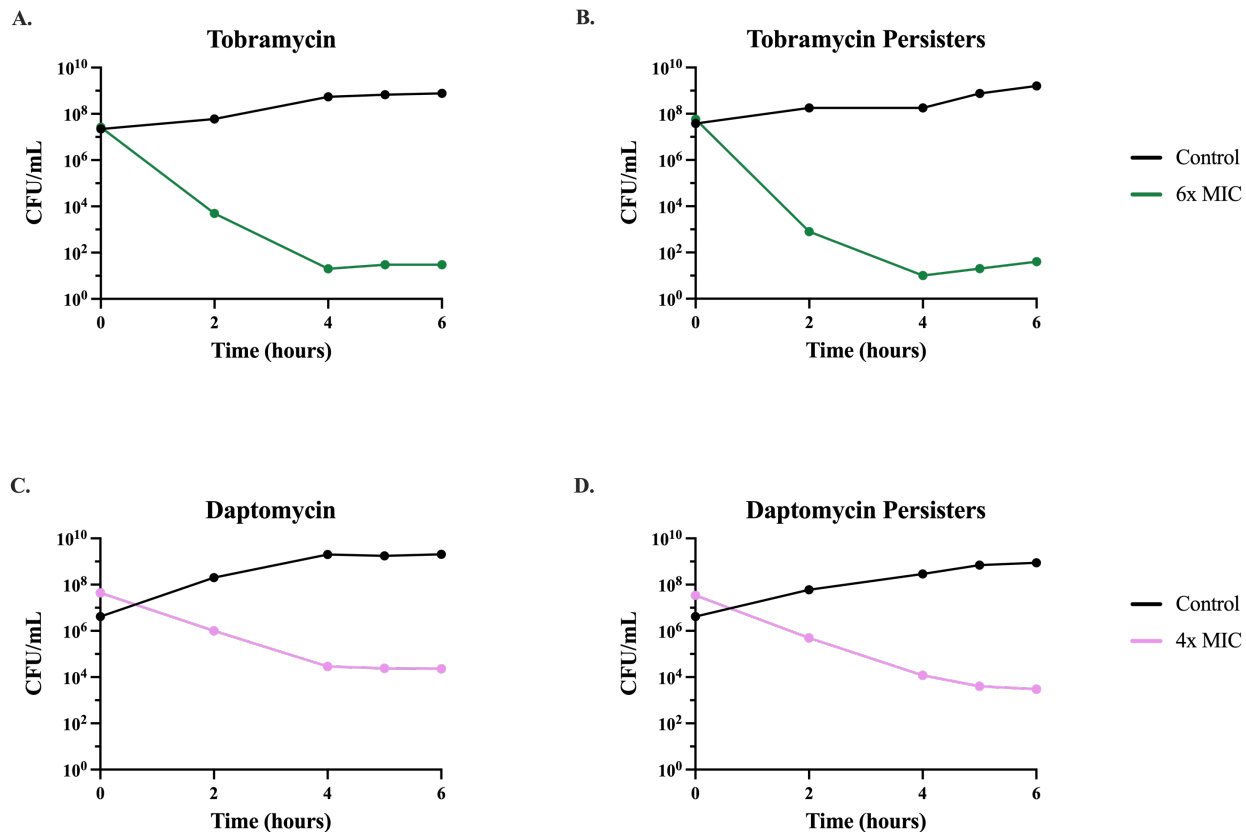 A.
Tobramycin
CFU/mL
10^10
10^8
10^6
10^4
10^2
10^0
0 2 4 6
Time (hours)
B.
Tobramycin Persisters
CFU/mL
10^10
10^8
10^6
10^4
10^2
10^0
0 2 4 6
Time (hours)
Control
6x MIC
C.
Daptomycin
CFU/mL
10^10
10^8
10^6
10^4
10^2
10^0
0 2 4 6
Time (hours)
D.
Daptomycin Persisters
CFU/mL
10^10
10^8
10^6
10^4
10^2
10^0
0 2 4 6
Time (hours)
Control
4x MIC